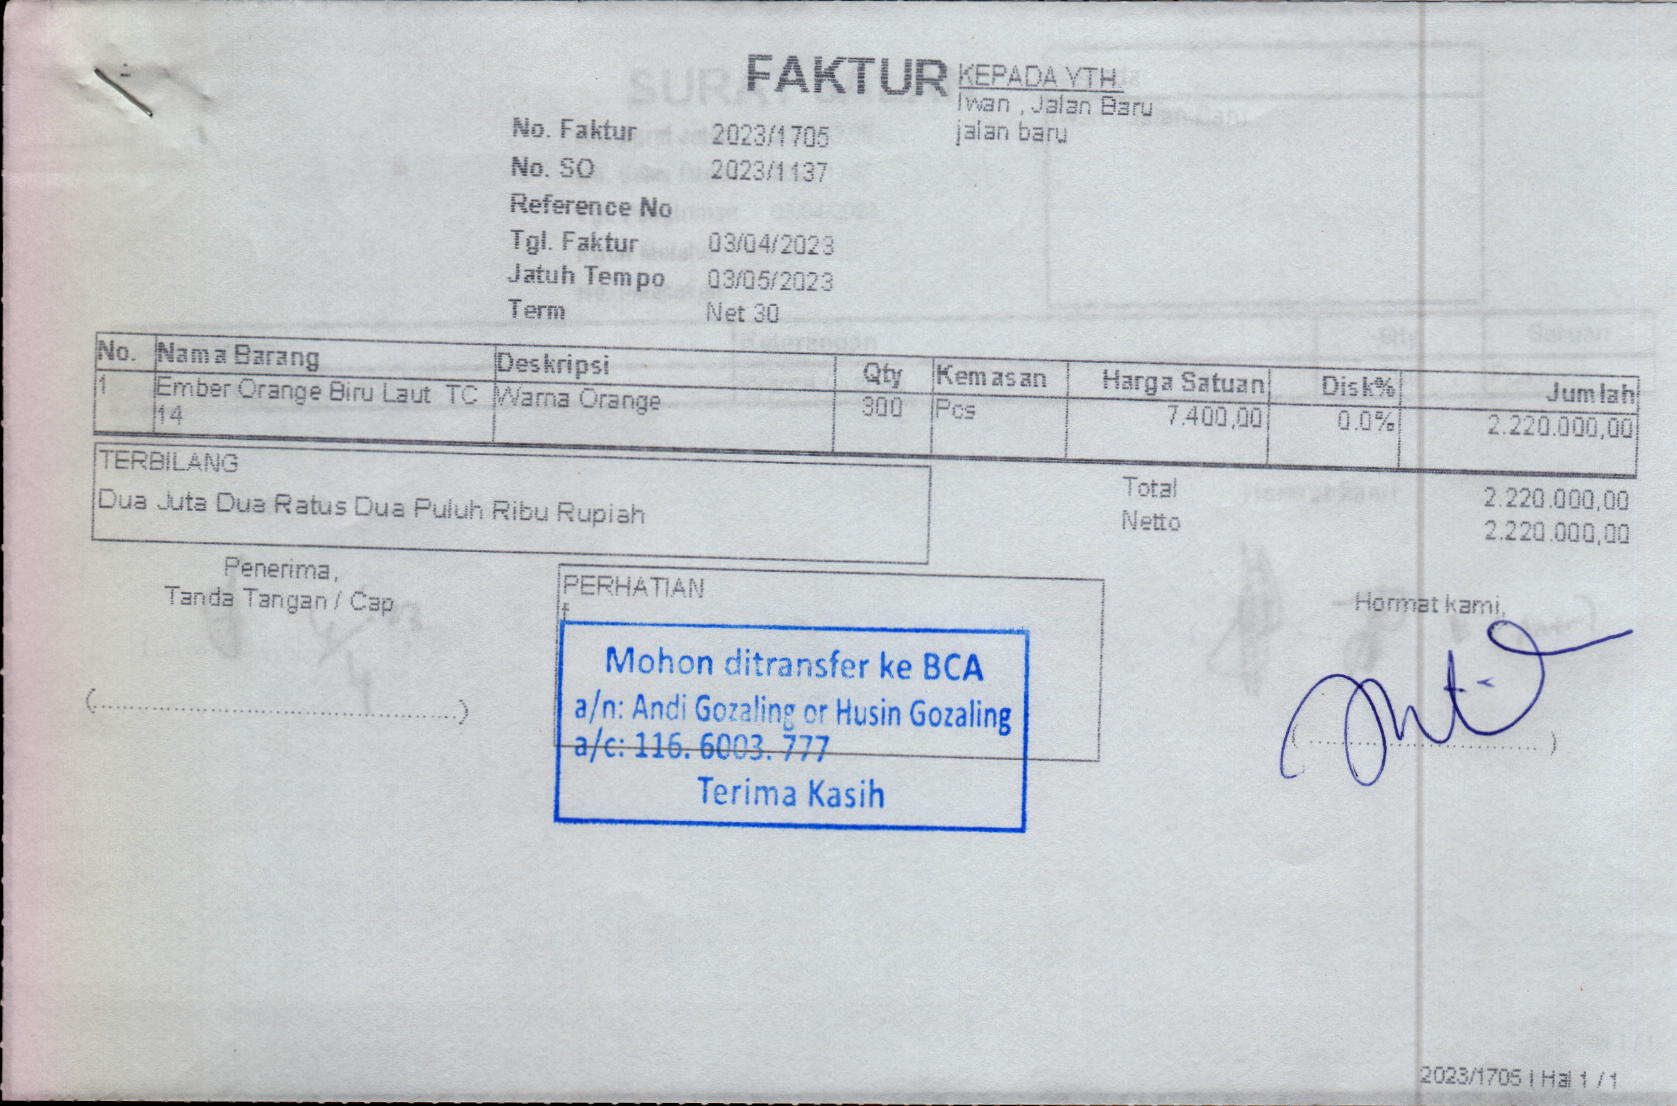 FAKTUR
KEPADA YTH.
Iwan , Jalan Baru
jalan baru
No. Faktur 2023/1705
No. SO 2023/1137
Reference No
Tgl. Faktur 03/04/2023
Jatuh Tempo 03/05/2023
Term Net 30
No. Nama Barang Deskripsi Qty Kemasan Harga Satuan Disk% Jumlah
1 Ember Orange Biru Laut TC Warna Orange 300 Pcs 7.400,00 0.0% 2.220.000,00
14
TERBILANG
Dua Juta Dua Ratus Dua Puluh Ribu Rupiah
Total 2.220.000,00
Netto 2.220.000,00
Penerima,
Tanda Tangan / Cap
(..............................)
PERHATIAN
f
Mohon ditransfer ke BCA
a/n: Andi Gozaling or Husin Gozaling
a/c: 116. 6003. 777
Terima Kasih
Hormat kami,
(..............................)
2023/1705 | Hal 1 / 1